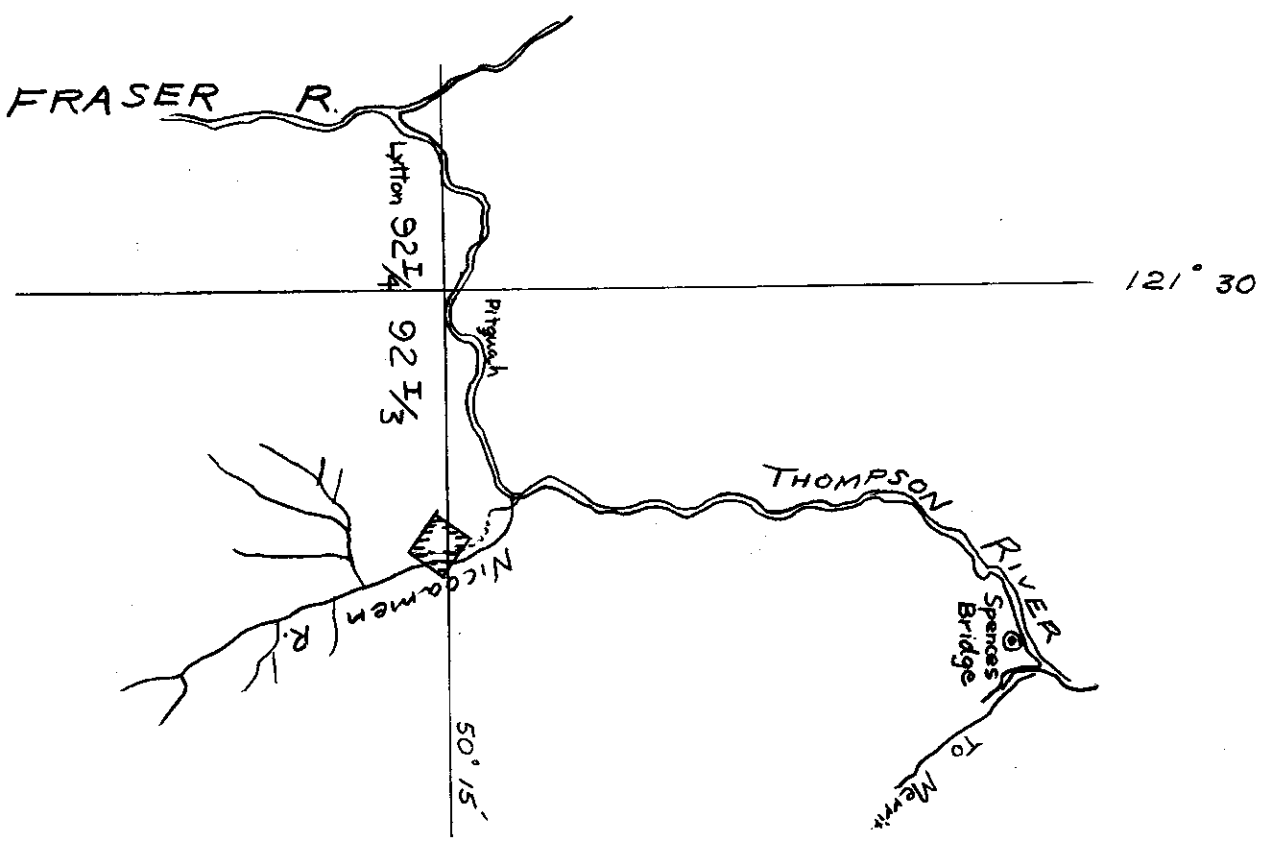 FRASER R.
Lytton 92I/4
92I/3
Pitquah
121° 30
THOMPSON RIVER
Spences
Bridge
Nicoamen R.
50° 15'
To Merritt